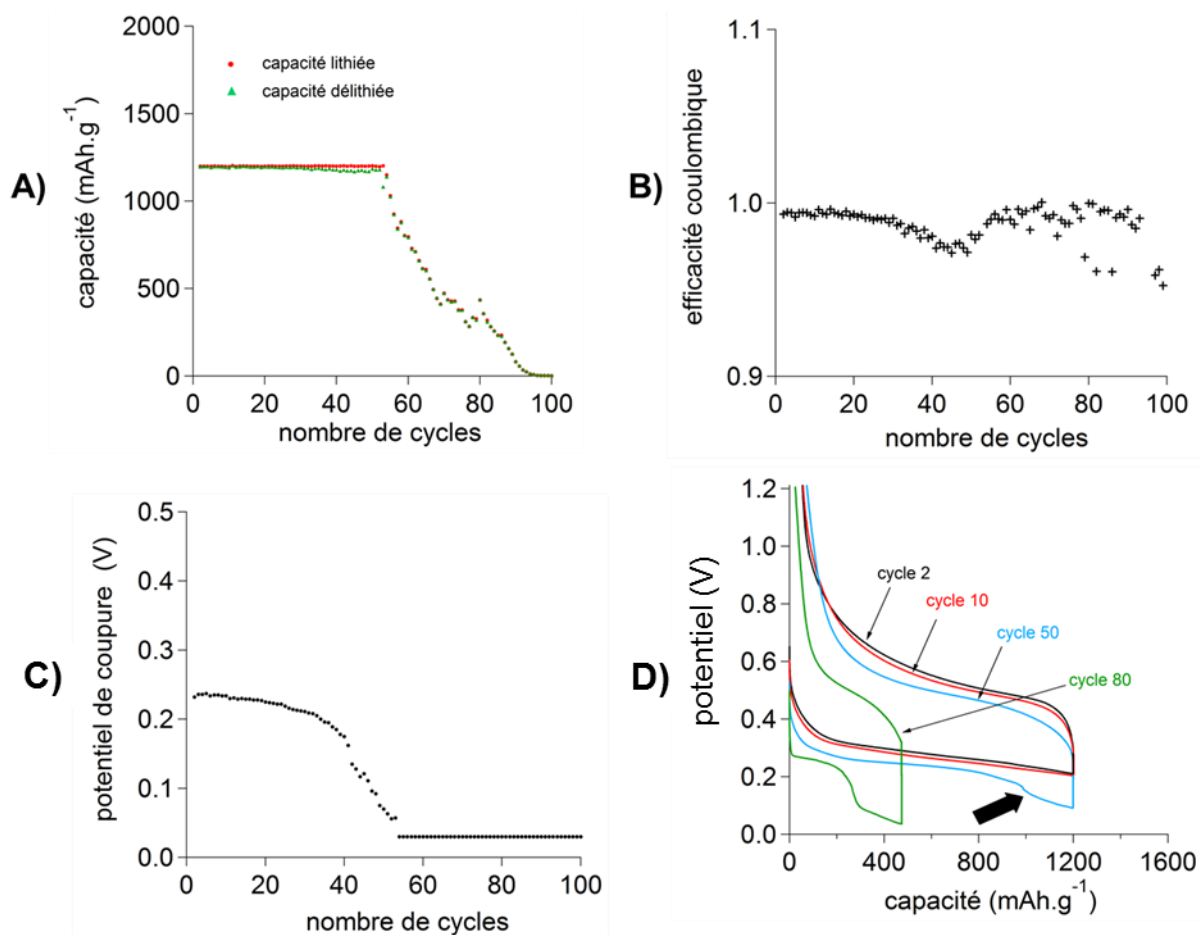 A)
capacité (mAh.g⁻¹)
2000
1500
1000
500
0
capacité lithiée
capacité délithiée
0 20 40 60 80 100
nombre de cycles
B)
efficacité coulombique
1.1
1.0
0.9
0 20 40 60 80 100
nombre de cycles
C)
potentiel de coupure (V)
0.5
0.4
0.3
0.2
0.1
0.0
0 20 40 60 80 100
nombre de cycles
D)
potentiel (V)
1.2
1.0
0.8
0.6
0.4
0.2
0.0
cycle 2
cycle 10
cycle 50
cycle 80
0 400 800 1200 1600
capacité (mAh.g⁻¹)